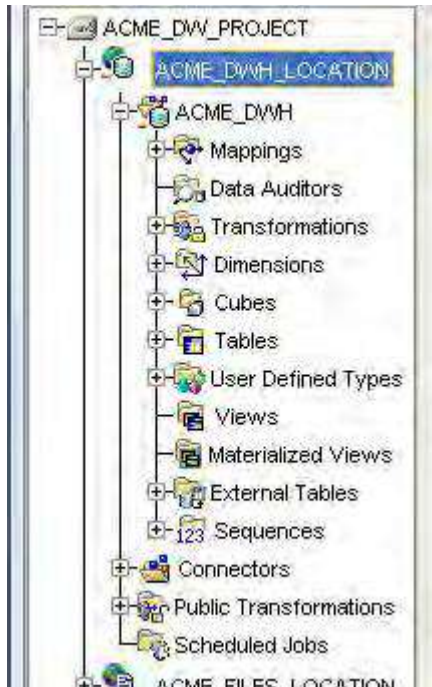 ACME_DW_PROJECT
ACME_DWH_LOCATION
ACME_DWH
Mappings
Data Auditors
Transformations
Dimensions
Cubes
Tables
User Defined Types
Views
Materialized Views
External Tables
123 Sequences
Connectors
Public Transformations
Scheduled Jobs
ACME_FILES_LOCATION